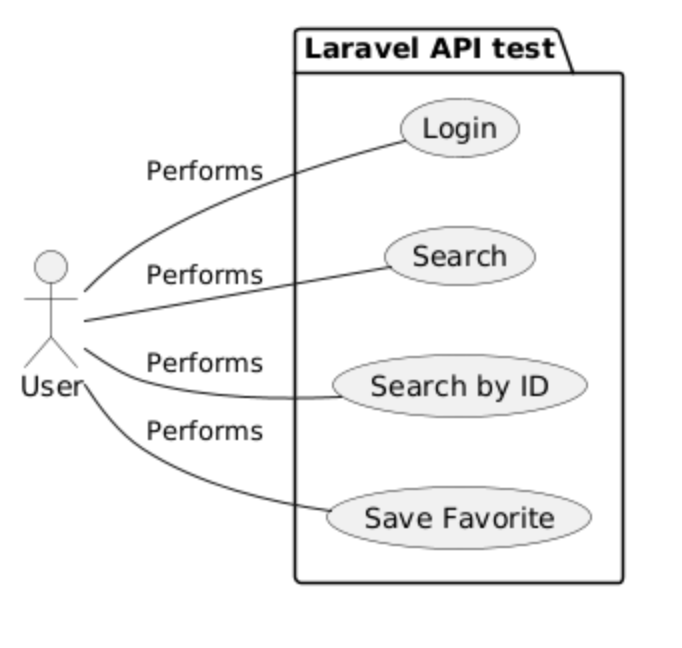 Laravel API test
Login
Performs
Search
Performs
Performs
Search by ID
User
Performs
Save Favorite